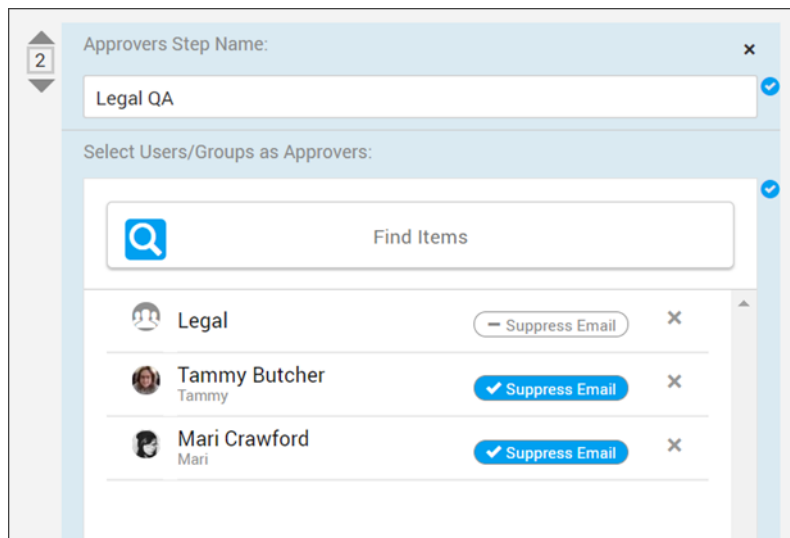 Approvers Step Name:
2
Legal QA
Select Users/Groups as Approvers:
Find Items
Legal
Suppress Email
Tammy Butcher
Tammy
Suppress Email
Mari Crawford
Mari
Suppress Email